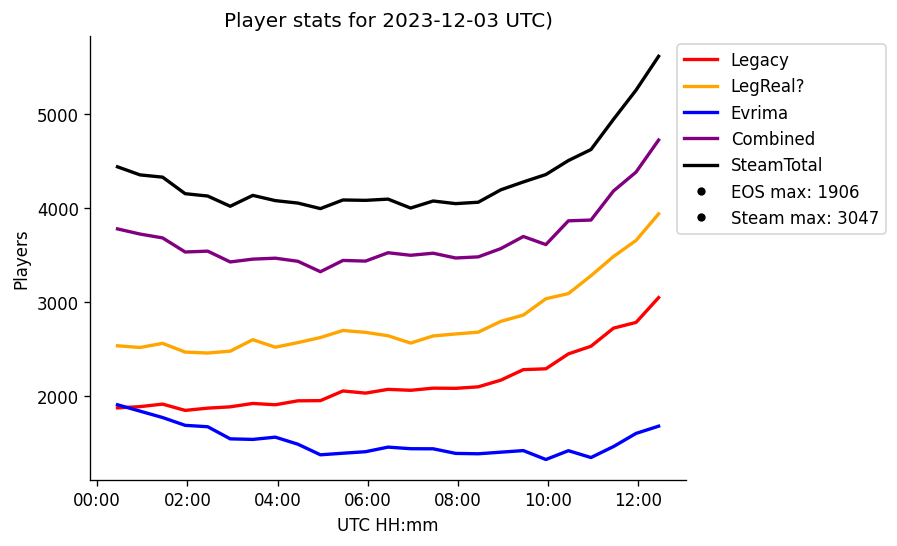 Player stats for 2023-12-03 UTC)
Legacy
LegReal?
Evrima
Combined
SteamTotal
EOS max: 1906
Steam max: 3047
Players
5000
4000
3000
2000
00:00 02:00 04:00 06:00 08:00 10:00 12:00
UTC HH:mm